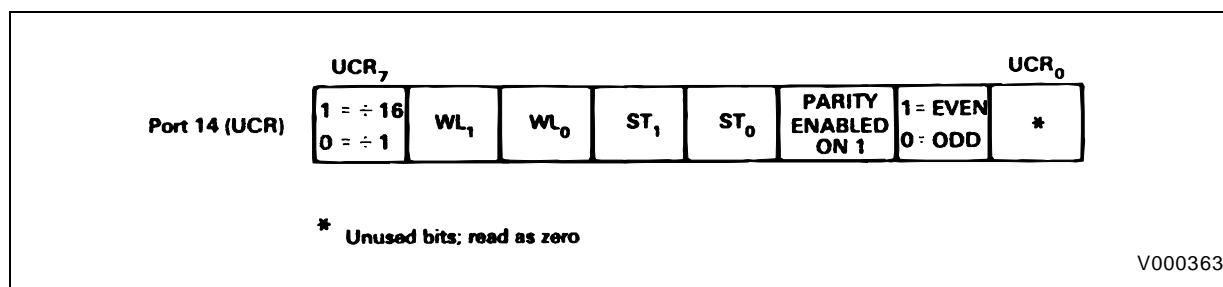 UCR₇ UCR₀
Port 14 (UCR)
1 = ÷ 16
0 = ÷ 1
WL₁
WL₀
ST₁
ST₀
PARITY
ENABLED
ON 1
1 = EVEN
0 = ODD
*
* Unused bits; read as zero
V000363